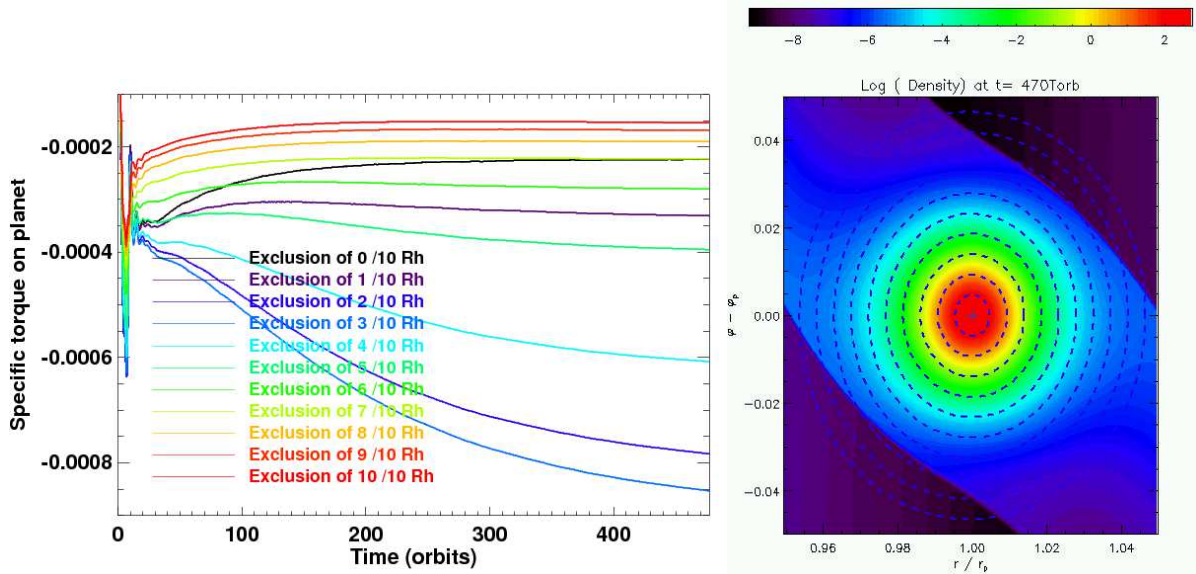 -0.0002
-0.0004
-0.0006
-0.0008
Specific torque on planet
Exclusion of 0 /10 Rh
Exclusion of 1 /10 Rh
Exclusion of 2 /10 Rh
Exclusion of 3 /10 Rh
Exclusion of 4 /10 Rh
Exclusion of 5 /10 Rh
Exclusion of 6 /10 Rh
Exclusion of 7 /10 Rh
Exclusion of 8 /10 Rh
Exclusion of 9 /10 Rh
Exclusion of 10 /10 Rh
0 100 200 300 400
Time (orbits)
-8 -6 -4 -2 0 2
Log ( Density) at t= 470Torb
0.04
0.02
0.00
-0.02
-0.04
φ - φp
0.96 0.98 1.00 1.02 1.04
r / rp